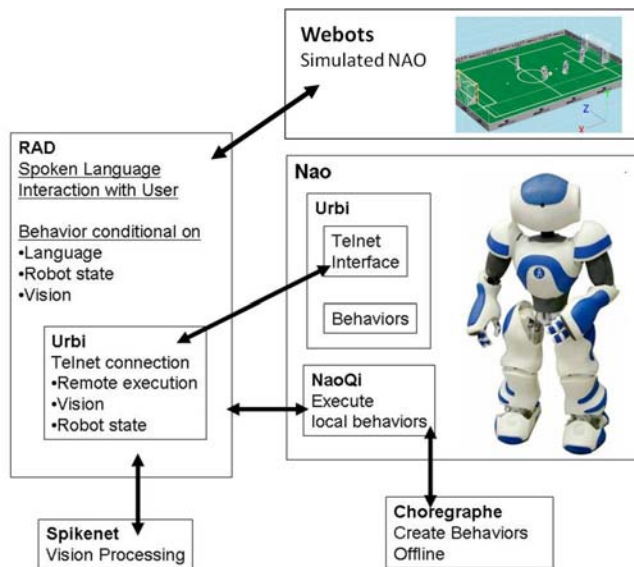 Webots
Simulated NAO
Y
Z
X
RAD
Spoken Language
Interaction with User
Behavior conditional on
•Language
•Robot state
•Vision
Urbi
Telnet connection
•Remote execution
•Vision
•Robot state
Nao
Urbi
Telnet
Interface
Behaviors
NaoQi
Execute
local behaviors
Spikenet
Vision Processing
Choregraphe
Create Behaviors
Offline